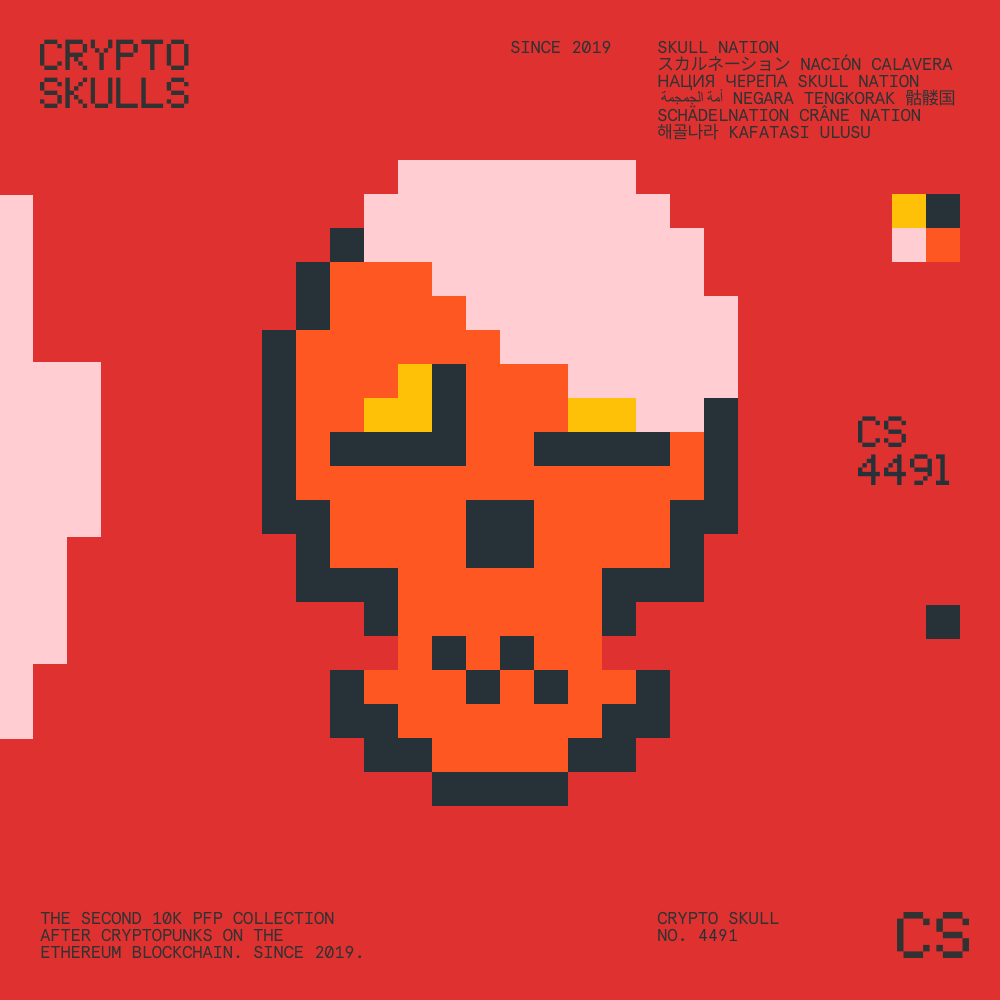 CRYPTO
SKULLS
SINCE 2019
SKULL NATION
スカルネーション NACIÓN CALAVERA
НАЦИЯ ЧЕРЕПА SKULL NATION
أمة الجمجمة NEGARA TENGKORAK 骷髅国
SCHÄDELNATION CRÂNE NATION
해골나라 KAFATASI ULUSU
CS
4491
THE SECOND 10K PFP COLLECTION
AFTER CRYPTOPUNKS ON THE
ETHEREUM BLOCKCHAIN. SINCE 2019.
CRYPTO SKULL
NO. 4491
CS